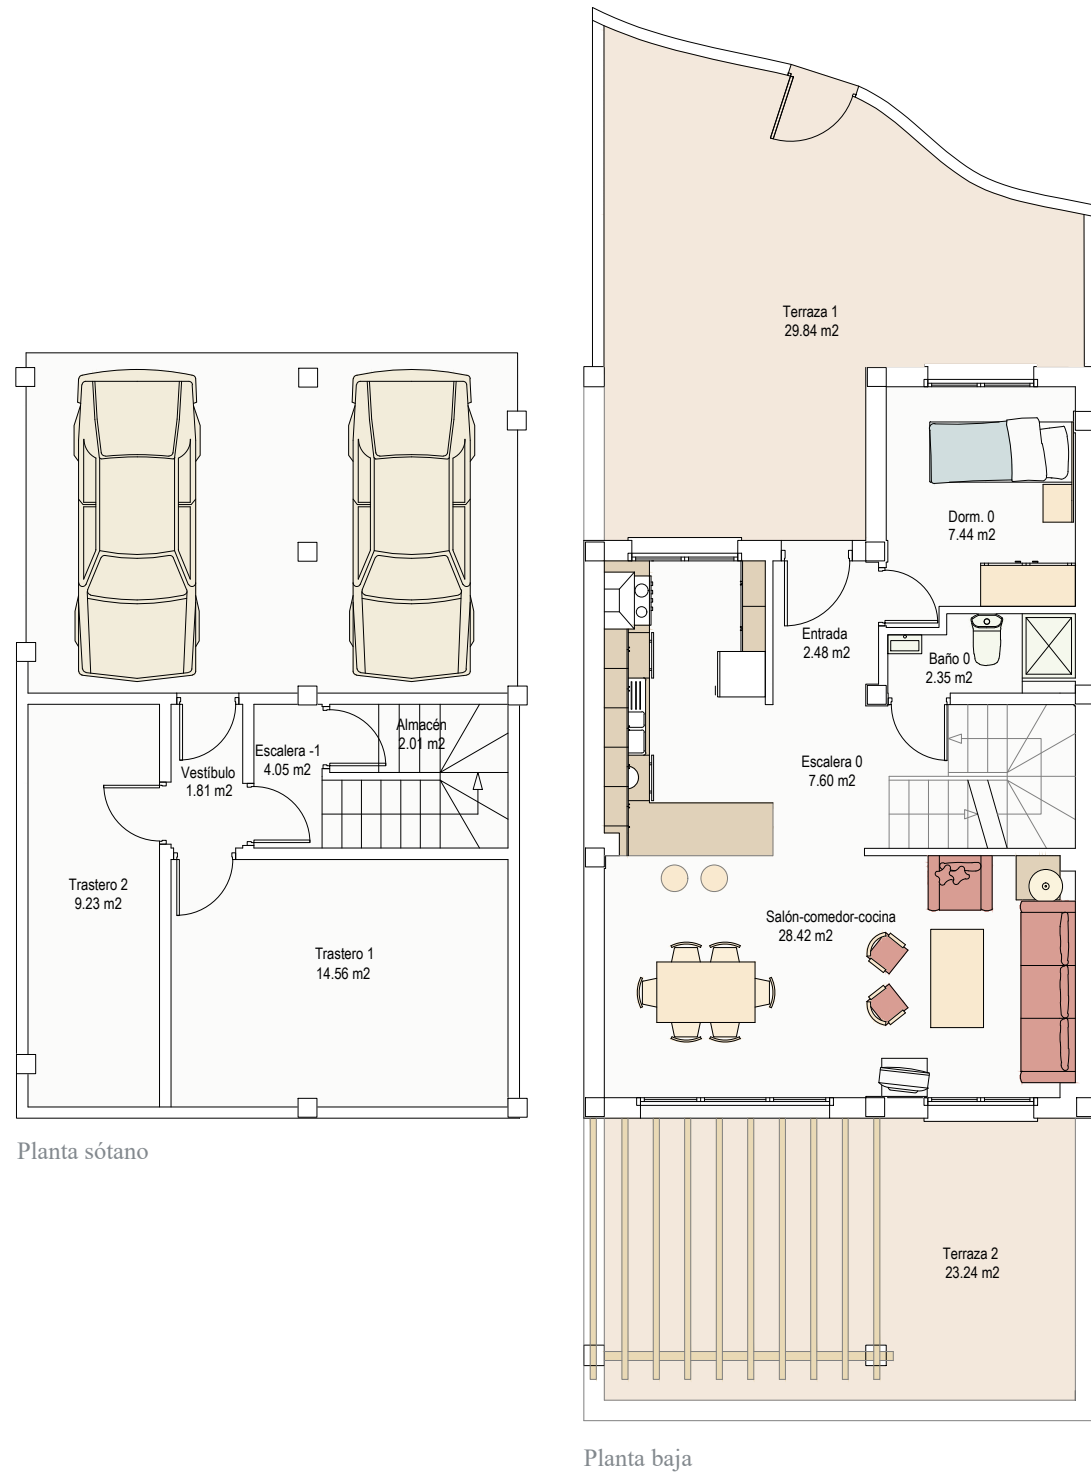 Terraza 1
29.84 m2
Dorm. 0
7.44 m2
Entrada
2.48 m2
Baño 0
2.35 m2
Almacén
2.01 m2
Escalera -1
4.05 m2
Vestíbulo
1.81 m2
Escalera 0
7.60 m2
Trastero 2
9.23 m2
Trastero 1
14.56 m2
Salón-comedor-cocina
28.42 m2
Planta sótano
Terraza 2
23.24 m2
Planta baja